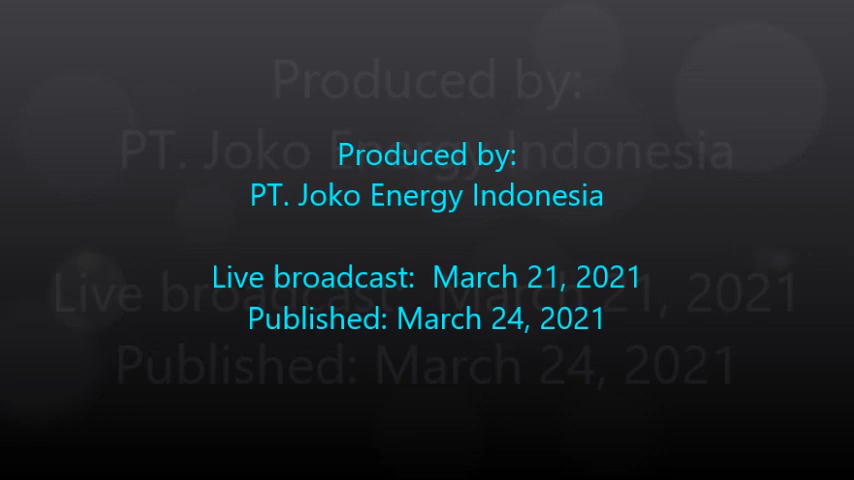 Produced by:
PT. Joko Energy Indonesia
Live broadcast:  March 21, 2021
Published: March 24, 2021